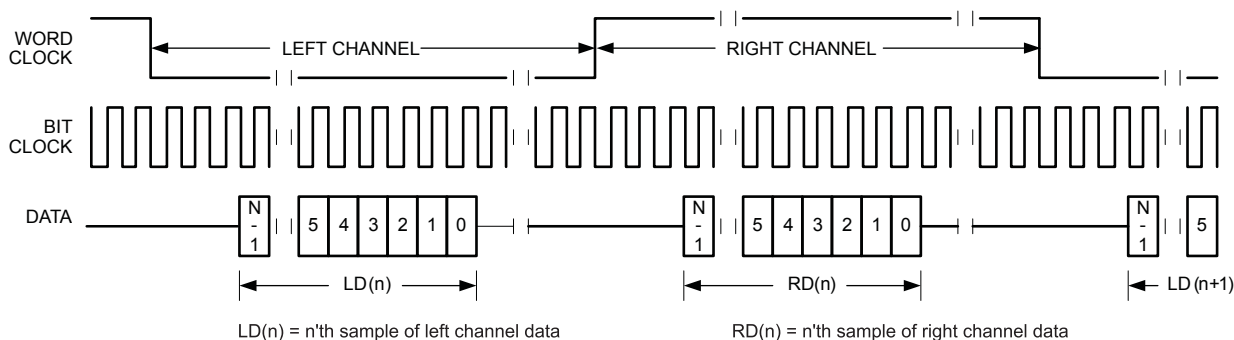 WORD
CLOCK
LEFT CHANNEL
RIGHT CHANNEL
BIT
CLOCK
DATA
N
-
1
5 4 3 2 1 0
N
-
1
5 4 3 2 1 0
N
-
1
5
LD(n)
RD(n)
LD (n+1)
LD(n) = n'th sample of left channel data
RD(n) = n'th sample of right channel data